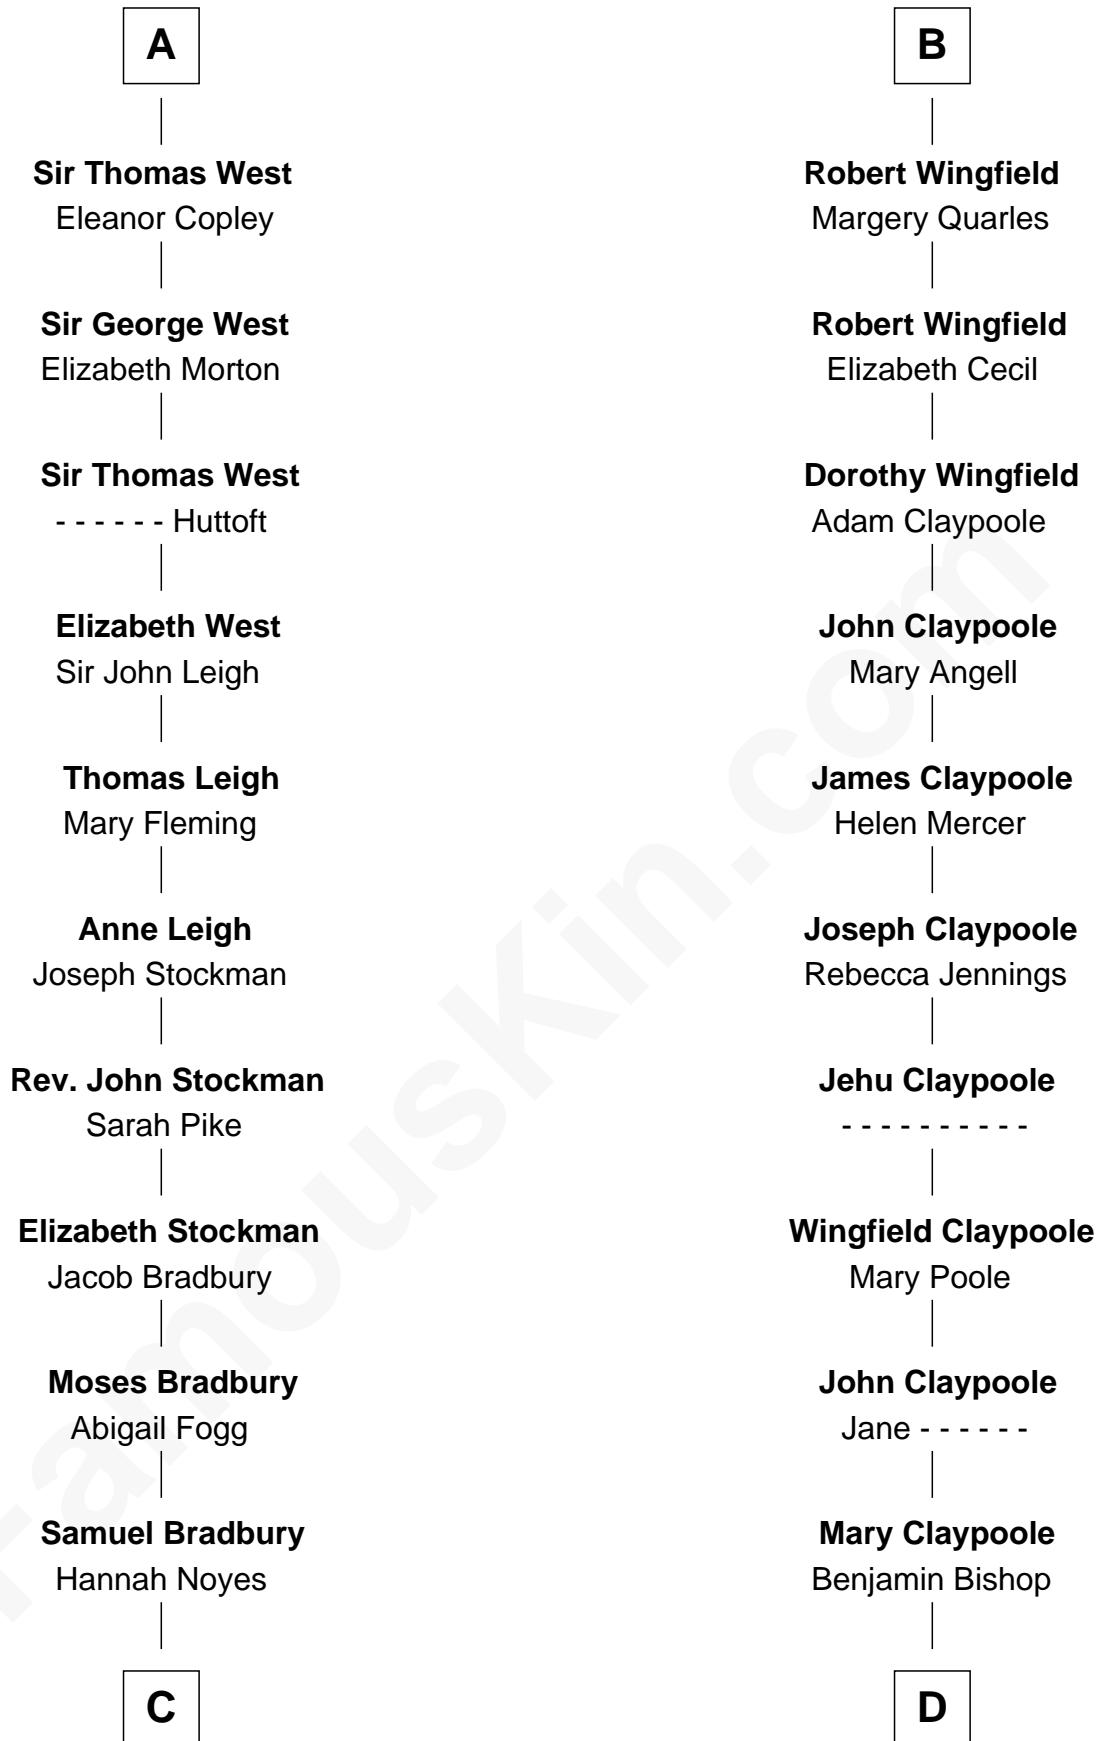 A
Sir Thomas West
Eleanor Copley
Sir George West
Elizabeth Morton
Sir Thomas West
- - - - - - Huttoft
Elizabeth West
Sir John Leigh
Thomas Leigh
Mary Fleming
Anne Leigh
Joseph Stockman
Rev. John Stockman
Sarah Pike
Elizabeth Stockman
Jacob Bradbury
Moses Bradbury
Abigail Fogg
Samuel Bradbury
Hannah Noyes
C
B
Robert Wingfield
Margery Quarles
Robert Wingfield
Elizabeth Cecil
Dorothy Wingfield
Adam Claypoole
John Claypoole
Mary Angell
James Claypoole
Helen Mercer
Joseph Claypoole
Rebecca Jennings
Jehu Claypoole
- - - - - - - - - -
Wingfield Claypoole
Mary Poole
John Claypoole
Jane - - - - - -
Mary Claypoole
Benjamin Bishop
D
FamousKin.com